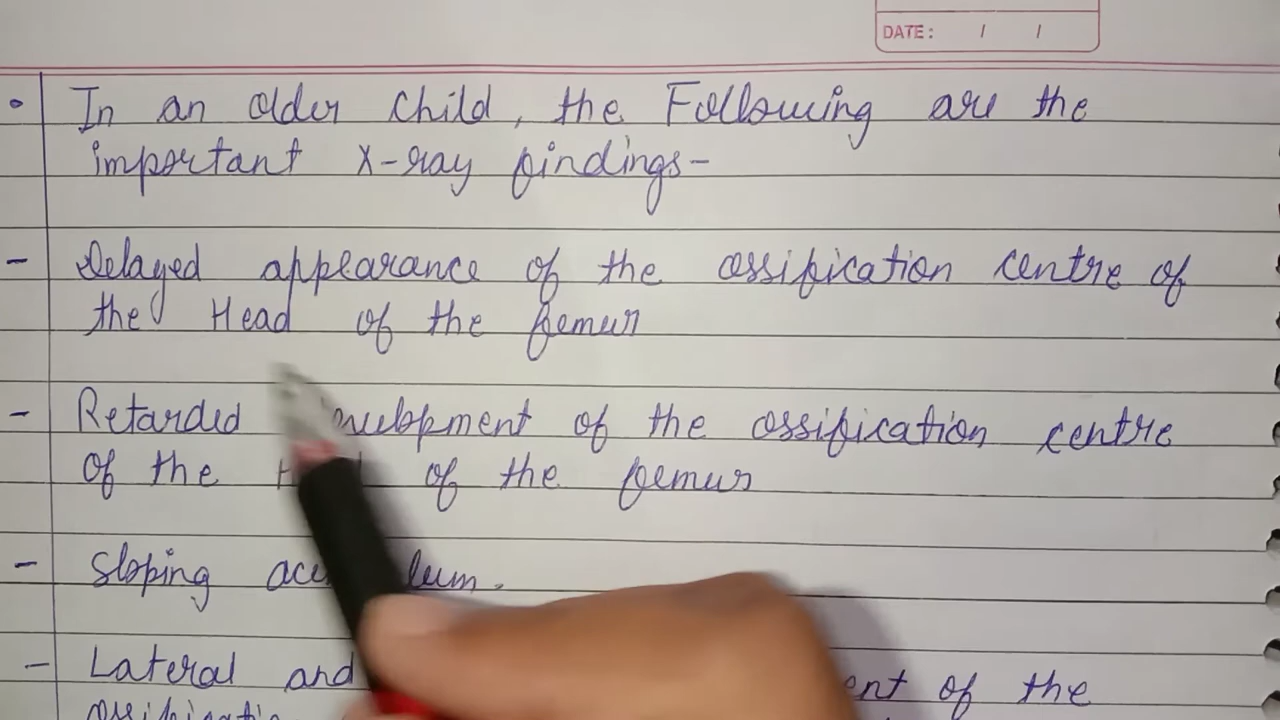 DATE: / /
• In an older child, the Following are the
important X-ray findings-
- Delayed appearance of the ossification centre of
the Head of the femur
- Retarded of the ossification centre
of the of the femur
- Sloping
- Lateral and of the